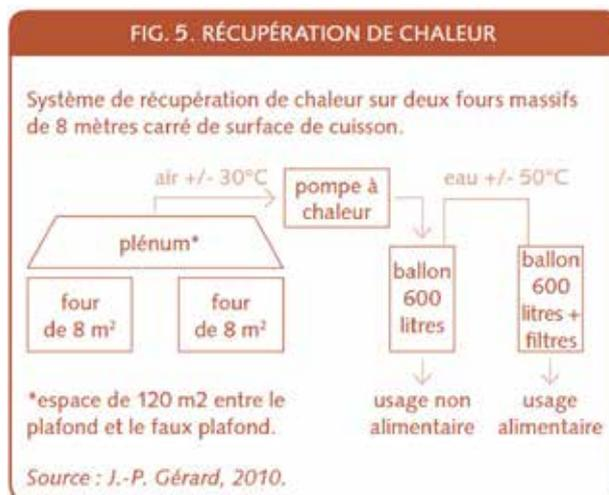 FIG. 5. RÉCUPÉRATION DE CHALEUR
Système de récupération de chaleur sur deux fours massifs
de 8 mètres carré de surface de cuisson.
air +/- 30°C
pompe à
chaleur
eau +/- 50°C
plénum*
four
de 8 m²
four
de 8 m²
ballon
600
litres
ballon
600
litres +
filtres
*espace de 120 m2 entre le
plafond et le faux plafond.
usage non
alimentaire
usage
alimentaire
Source : J.-P. Gérard, 2010.